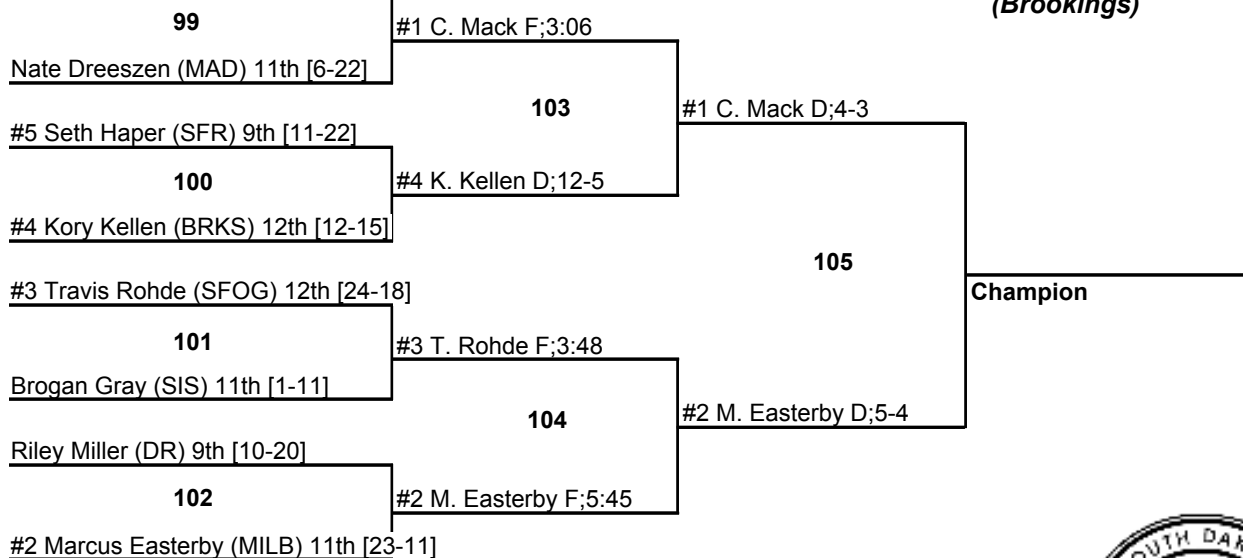 (Brookings)
99
#1 C. Mack F;3:06
Nate Dreeszen (MAD) 11th [6-22]
103
#1 C. Mack D;4-3
#5 Seth Haper (SFR) 9th [11-22]
100
#4 K. Kellen D;12-5
#4 Kory Kellen (BRKS) 12th [12-15]
105
#3 Travis Rohde (SFOG) 12th [24-18]
Champion
101
#3 T. Rohde F;3:48
Brogan Gray (SIS) 11th [1-11]
104
#2 M. Easterby D;5-4
Riley Miller (DR) 9th [10-20]
102
#2 M. Easterby F;5:45
#2 Marcus Easterby (MILB) 11th [23-11]